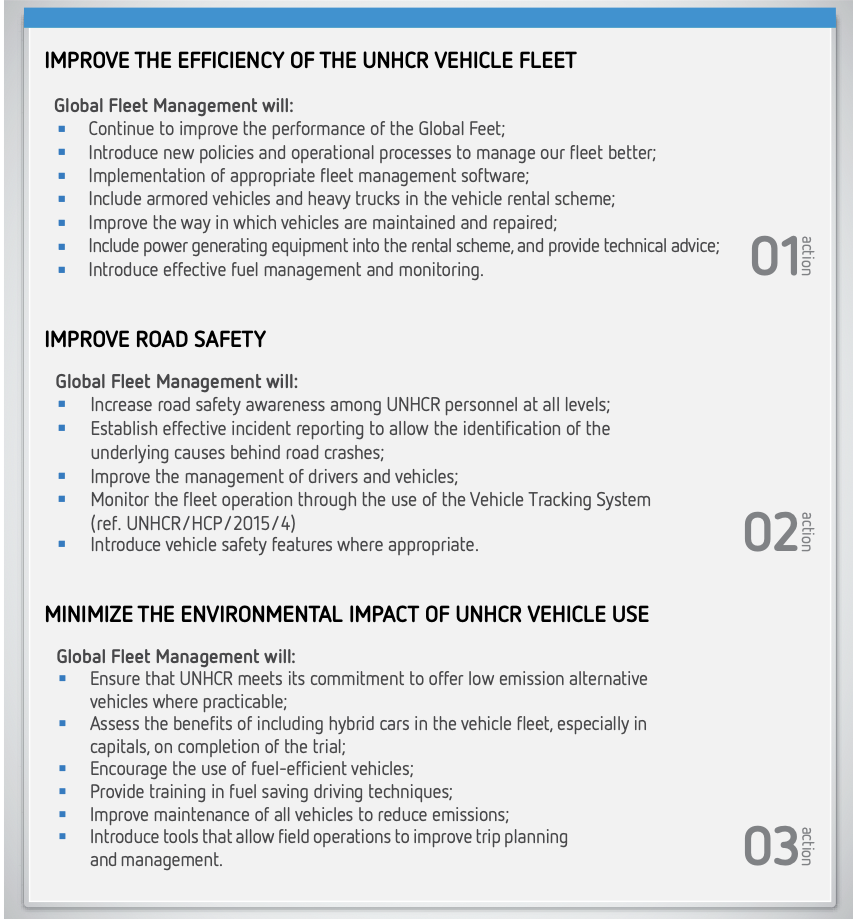 IMPROVE THE EFFICIENCY OF THE UNHCR VEHICLE FLEET
Global Fleet Management will:
▪ Continue to improve the performance of the Global Feet;
▪ Introduce new policies and operational processes to manage our fleet better;
▪ Implementation of appropriate fleet management software;
▪ Include armored vehicles and heavy trucks in the vehicle rental scheme;
▪ Improve the way in which vehicles are maintained and repaired;
▪ Include power generating equipment into the rental scheme, and provide technical advice;
▪ Introduce effective fuel management and monitoring.
01 action
IMPROVE ROAD SAFETY
Global Fleet Management will:
▪ Increase road safety awareness among UNHCR personnel at all levels;
▪ Establish effective incident reporting to allow the identification of the
underlying causes behind road crashes;
▪ Improve the management of drivers and vehicles;
▪ Monitor the fleet operation through the use of the Vehicle Tracking System
(ref. UNHCR/HCP/2015/4)
▪ Introduce vehicle safety features where appropriate.
02 action
MINIMIZE THE ENVIRONMENTAL IMPACT OF UNHCR VEHICLE USE
Global Fleet Management will:
▪ Ensure that UNHCR meets its commitment to offer low emission alternative
vehicles where practicable;
▪ Assess the benefits of including hybrid cars in the vehicle fleet, especially in
capitals, on completion of the trial;
▪ Encourage the use of fuel-efficient vehicles;
▪ Provide training in fuel saving driving techniques;
▪ Improve maintenance of all vehicles to reduce emissions;
▪ Introduce tools that allow field operations to improve trip planning
and management.
03 action